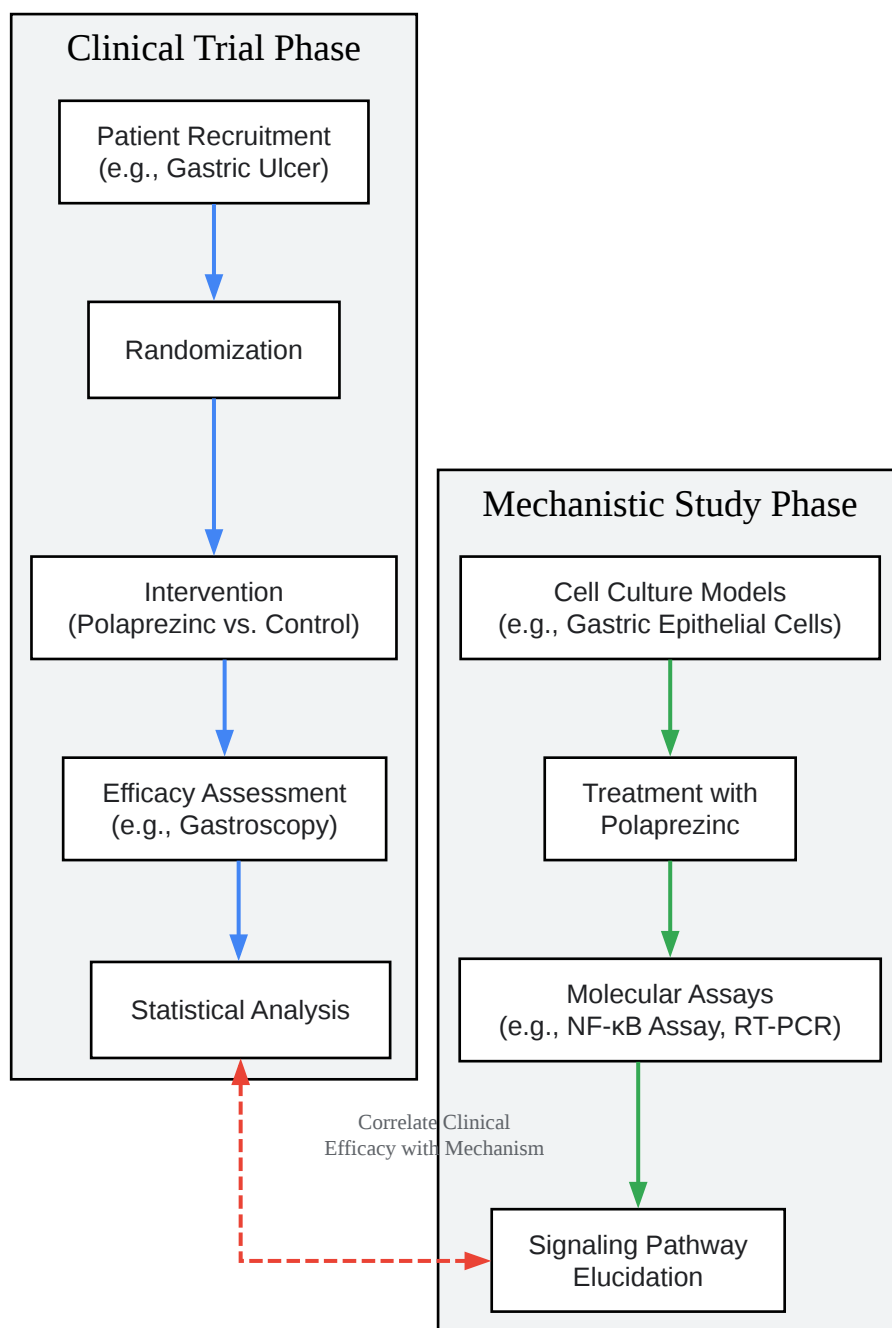 Clinical Trial Phase
Patient Recruitment
(e.g., Gastric Ulcer)
Randomization
Intervention
(Polaprezinc vs. Control)
Efficacy Assessment
(e.g., Gastroscopy)
Statistical Analysis
Mechanistic Study Phase
Cell Culture Models
(e.g., Gastric Epithelial Cells)
Treatment with
Polaprezinc
Molecular Assays
(e.g., NF-κB Assay, RT-PCR)
Correlate Clinical
Efficacy with Mechanism
Signaling Pathway
Elucidation